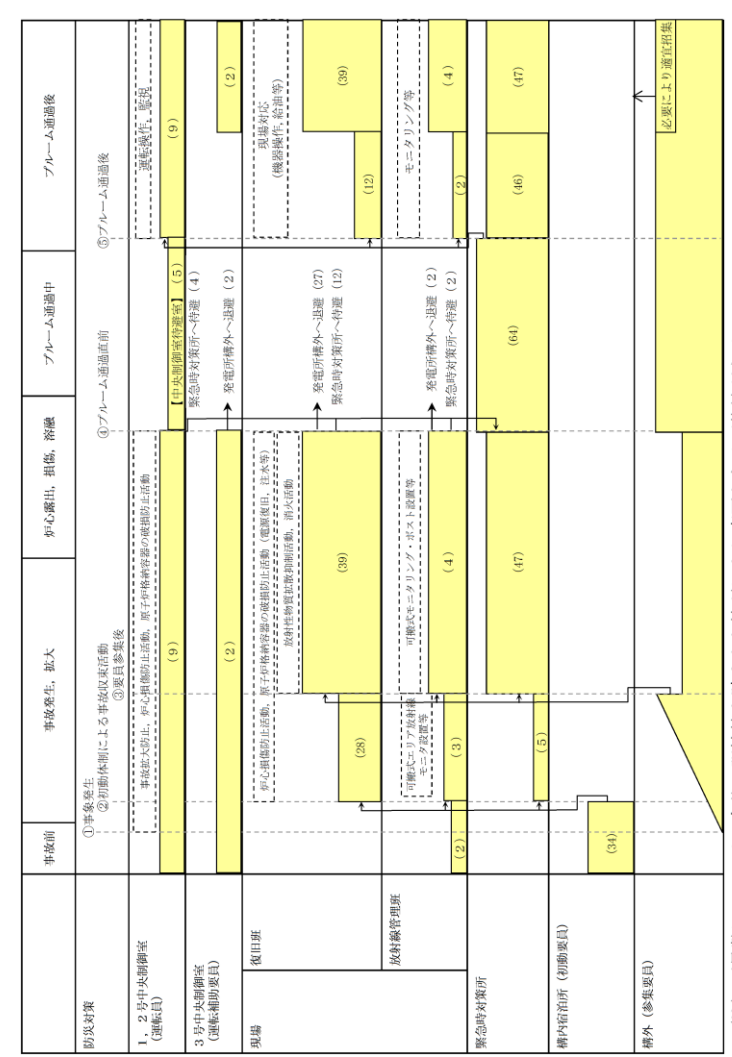 事故前
事故発生，拡大
炉心露出，損傷，溶融
プルーム通過中
プルーム通過後
防災対策
①事象発生
②初動体制による事故収束活動
③要員参集後
④プルーム通過直前
⑤プルーム通過後
１，２号中央制御室
(運転員)
事故拡大防止，炉心損傷防止活動，原子炉格納容器の破損防止活動
(９)
【中央制御室待避室】(５)
緊急時対策所へ待避 (４)
運転操作，監視
(９)
３号中央制御室
(運転補助要員)
(２)
発電所構外へ退避 (２)
(２)
現場
復旧班
炉心損傷防止活動，原子炉格納容器の破損防止活動 (電源復旧，注水等)
放射性物質拡散抑制活動，消火活動
(28)
(39)
発電所構外へ退避 (27)
緊急時対策所へ待避 (12)
現場対応
(機器操作，給油等)
(12)
(39)
放射線管理班
(２)
可搬式エリア放射線
モニタ設置等
(３)
可搬式モニタリング・ポスト設置等
(４)
発電所構外へ退避 (２)
緊急時対策所へ待避 (２)
モニタリング等
(２)
(４)
緊急時対策所
(５)
(47)
(64)
(46)
(47)
構内宿泊所 (初動要員)
(34)
構外 (参集要員)
必要により適宜招集